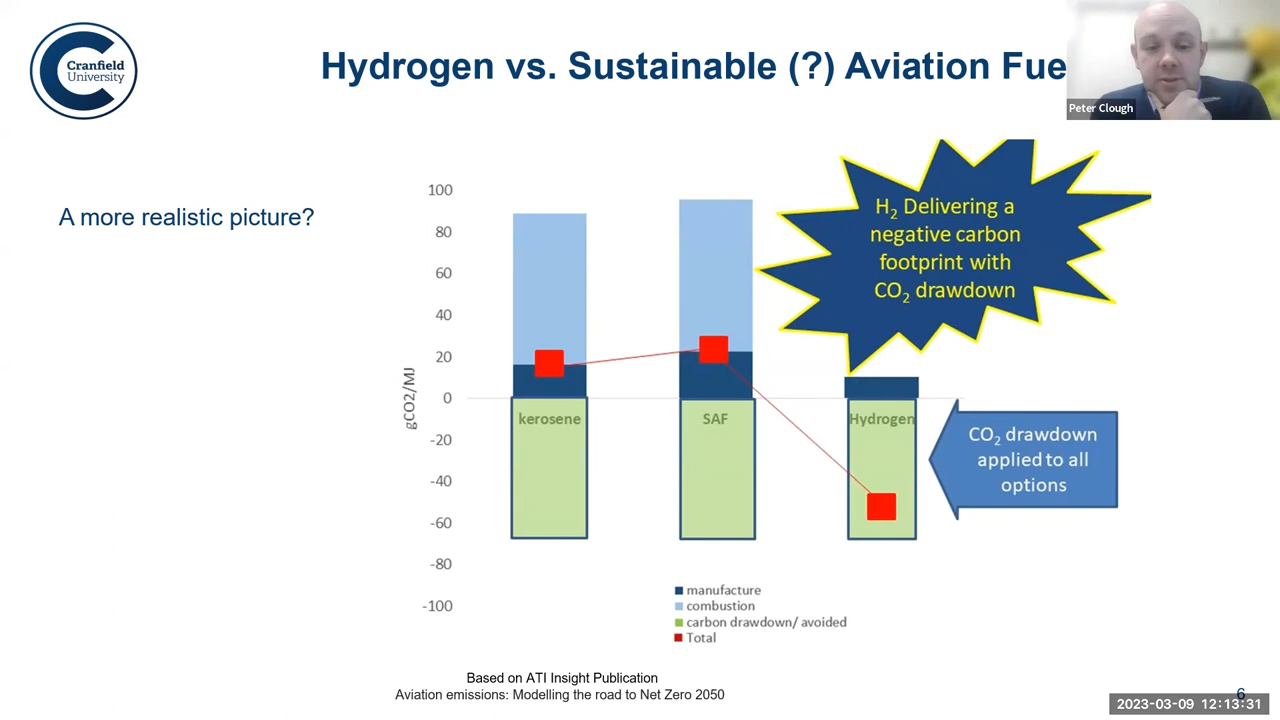 Cranfield
University
Hydrogen vs. Sustainable (?) Aviation Fue
Peter Clough
A more realistic picture?
H₂ Delivering a
negative carbon
footprint with
CO₂ drawdown
gCO2/MJ
100
80
60
40
20
0
-20
-40
-60
-80
-100
kerosene
SAF
Hydrogen
CO₂ drawdown
applied to all
options
manufacture
combustion
carbon drawdown/ avoided
Total
Based on ATI Insight Publication
Aviation emissions: Modelling the road to Net Zero 2050
6
2023-03-09 12:13:31